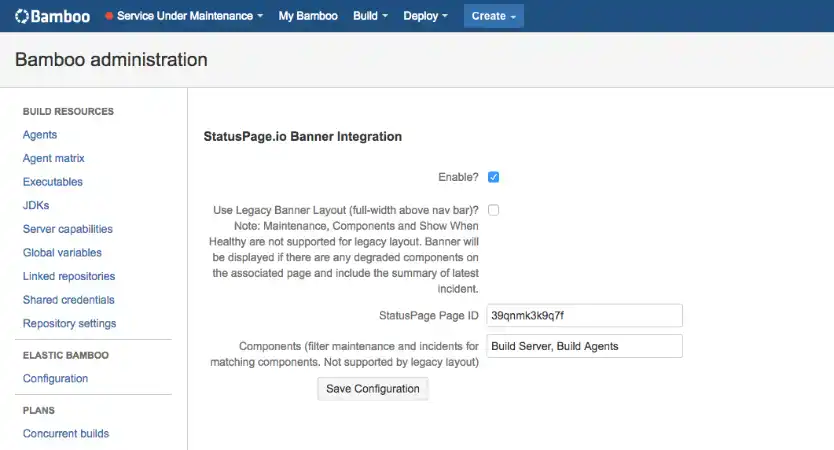 Bamboo Service Under Maintenance My Bamboo Build Deploy Create
Bamboo administration
BUILD RESOURCES
Agents
Agent matrix
Executables
JDKs
Server capabilities
Global variables
Linked repositories
Shared credentials
Repository settings
ELASTIC BAMBOO
Configuration
PLANS
Concurrent builds
StatusPage.io Banner Integration
Enable?
Use Legacy Banner Layout (full-width above nav bar)?
Note: Maintenance, Components and Show When
Healthy are not supported for legacy layout. Banner will
be displayed if there are any degraded components on
the associated page and include the summary of latest
incident.
StatusPage Page ID 39qnmk3k9q7f
Components (filter maintenance and incidents for
matching components. Not supported by legacy layout)
Build Server, Build Agents
Save Configuration